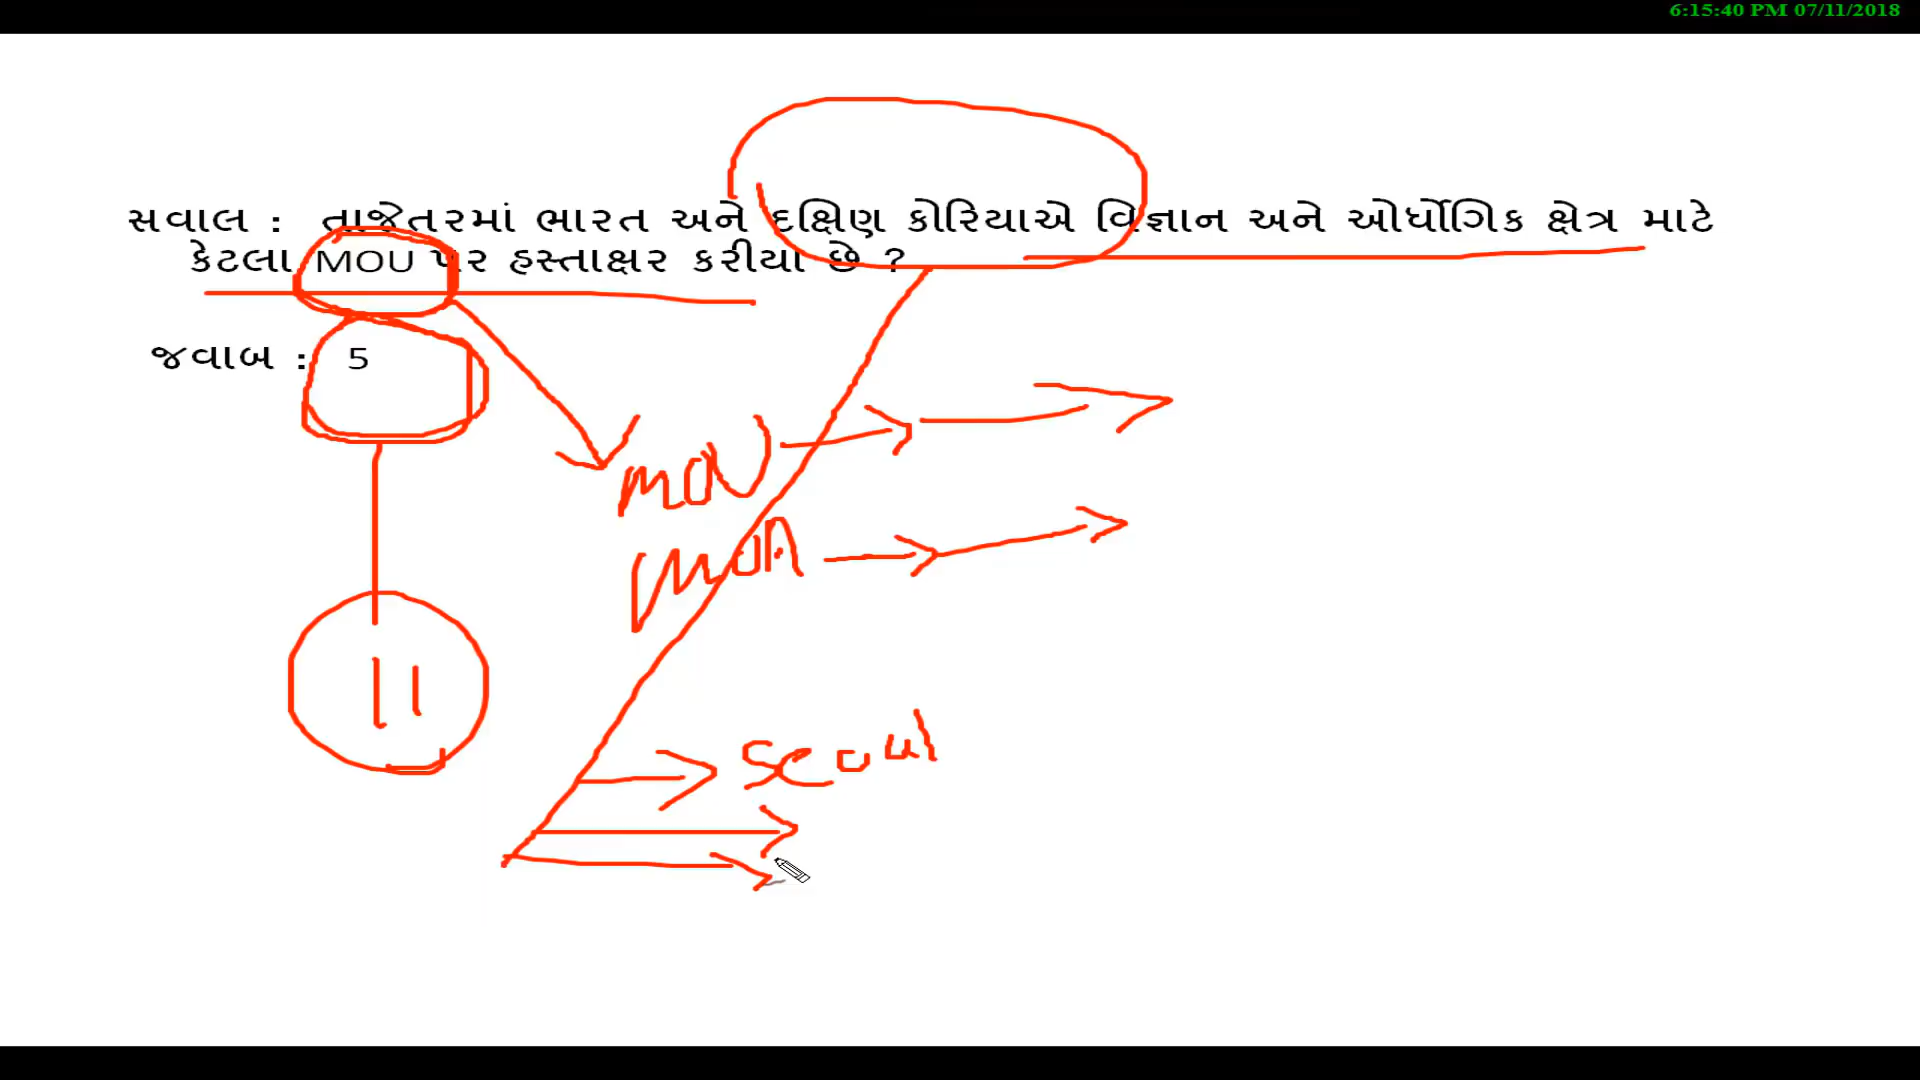 6:15:40 PM 07/11/2018
સવાલ : તાજેતરમાં ભારત અને દક્ષિણ કોરિયાએ વિજ્ઞાન અને ઓર્ધોગિક ક્ષેત્ર માટે
કેટલા MOU પર હસ્તાક્ષર કરીયા છે ?
જવાબ : 5
MOU
MOA
11
Seoul